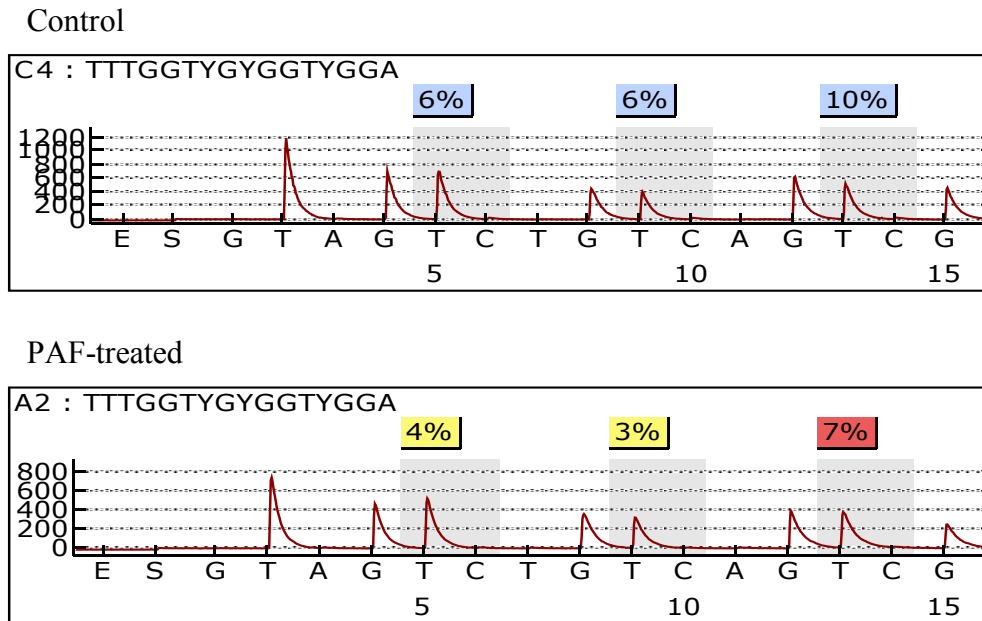 Control
C4 : TTTGGTYGYGGTYGGA
6% 6% 10%
1200
1000
800
600
400
200
0
E S G T A G T C T G T C A G T C G
5 10 15
PAF-treated
A2 : TTTGGTYGYGGTYGGA
4% 3% 7%
800
600
400
200
0
E S G T A G T C T G T C A G T C G
5 10 15